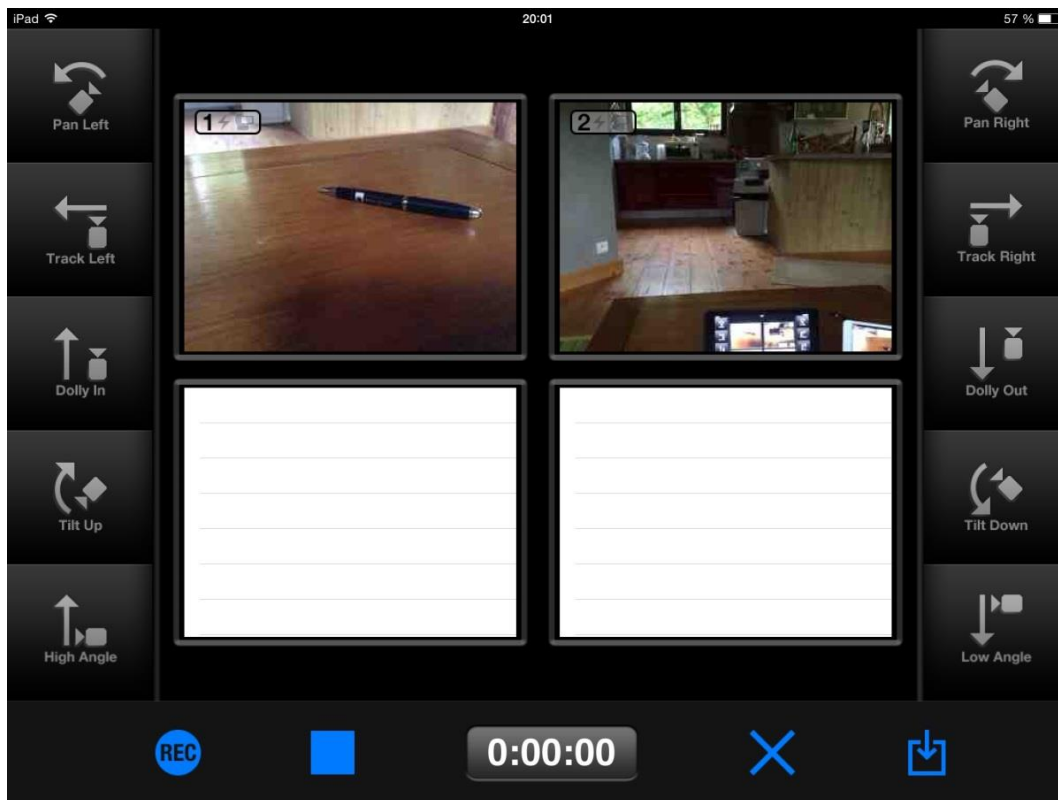 iPad 20:01 57 %
Pan Left
1
2
Pan Right
Track Left
Track Right
Dolly In
Dolly Out
Tilt Up
Tilt Down
High Angle
Low Angle
REC
0:00:00